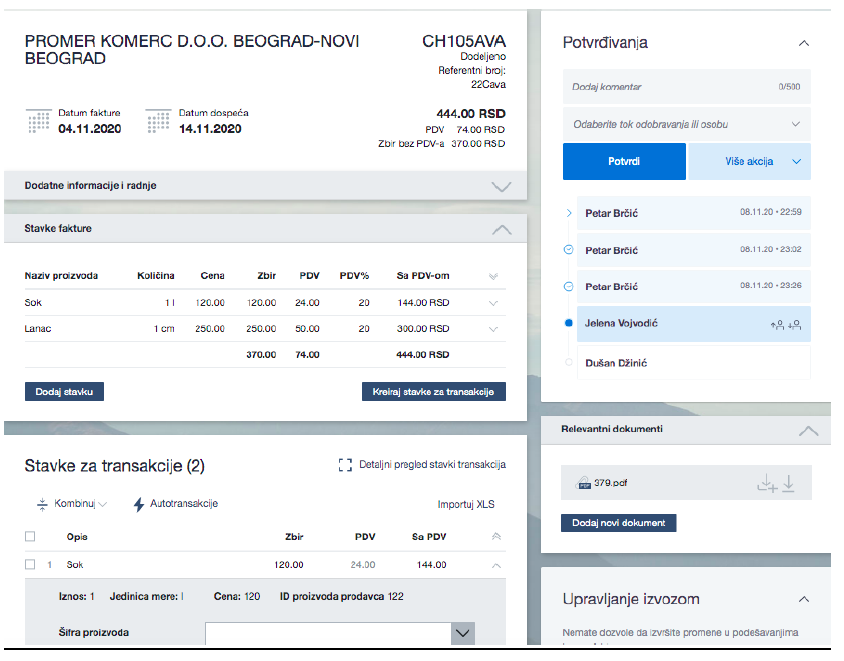 PROMER KOMERC D.O.O. BEOGRAD-NOVI BEOGRAD
CH105AVA
Dodeljeno
Referentni broj:
22Cava
Datum fakture
04.11.2020
Datum dospeća
14.11.2020
444.00 RSD
PDV 74.00 RSD
Zbir bez PDV-a 370.00 RSD
Dodatne informacije i radnje
Stavke fakture
Naziv proizvoda Količina Cena Zbir PDV PDV% Sa PDV-om
Sok 1 l 120.00 120.00 24.00 20 144.00 RSD
Lanac 1 cm 250.00 250.00 50.00 20 300.00 RSD
370.00 74.00 444.00 RSD
Dodaj stavku
Kreiraj stavke za transakcije
Stavke za transakcije (2)
Detaljni pregled stavki transakcija
Kombinuj
Autotransakcije
Importuj XLS
Opis Zbir PDV Sa PDV
1 Sok 120.00 24.00 144.00
Iznos: 1 Jedinica mere: l Cena: 120 ID proizvoda prodavca 122
Šifra proizvoda
Potvrđivanja
Dodaj komentar 0/500
Odaberite tok odobravanja ili osobu
Potvrdi
Više akcija
Petar Brčić 08.11.20 • 22:59
Petar Brčić 08.11.20 • 23:02
Petar Brčić 08.11.20 • 23:26
Jelena Vojvodić
Dušan Džinić
Relevantni dokumenti
PDF
379.pdf
Dodaj novi dokument
Upravljanje izvozom
Nemate dozvole da izvršite promene u podešavanjima